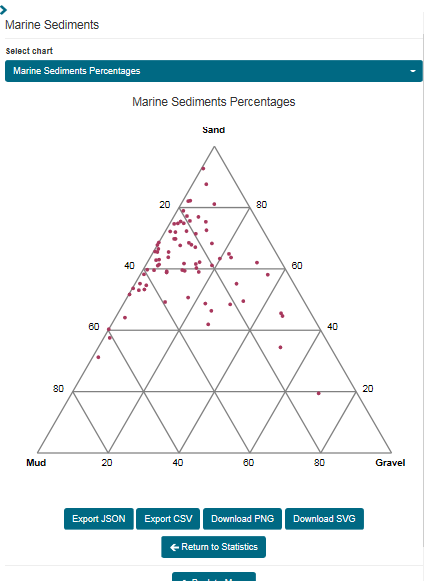 Marine Sediments
Select chart
Marine Sediments Percentages
Marine Sediments Percentages
Sand
20
80
40
60
60
40
80
20
Mud
20
40
60
80
Gravel
Export JSON
Export CSV
Download PNG
Download SVG
Return to Statistics